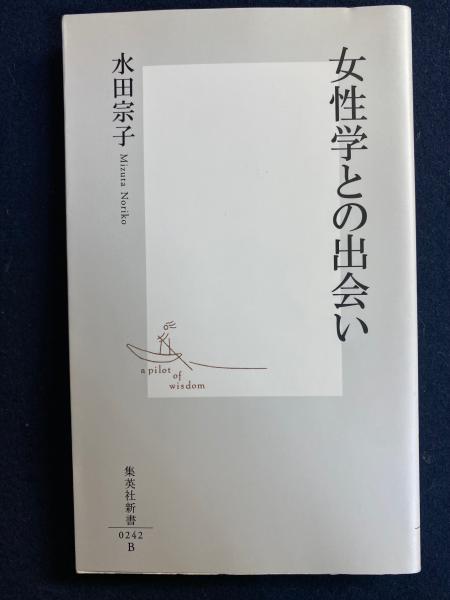 女性学との出会い
水田宗子
Mizuta Noriko
a pilot
of
wisdom
集英社新書
0242
B